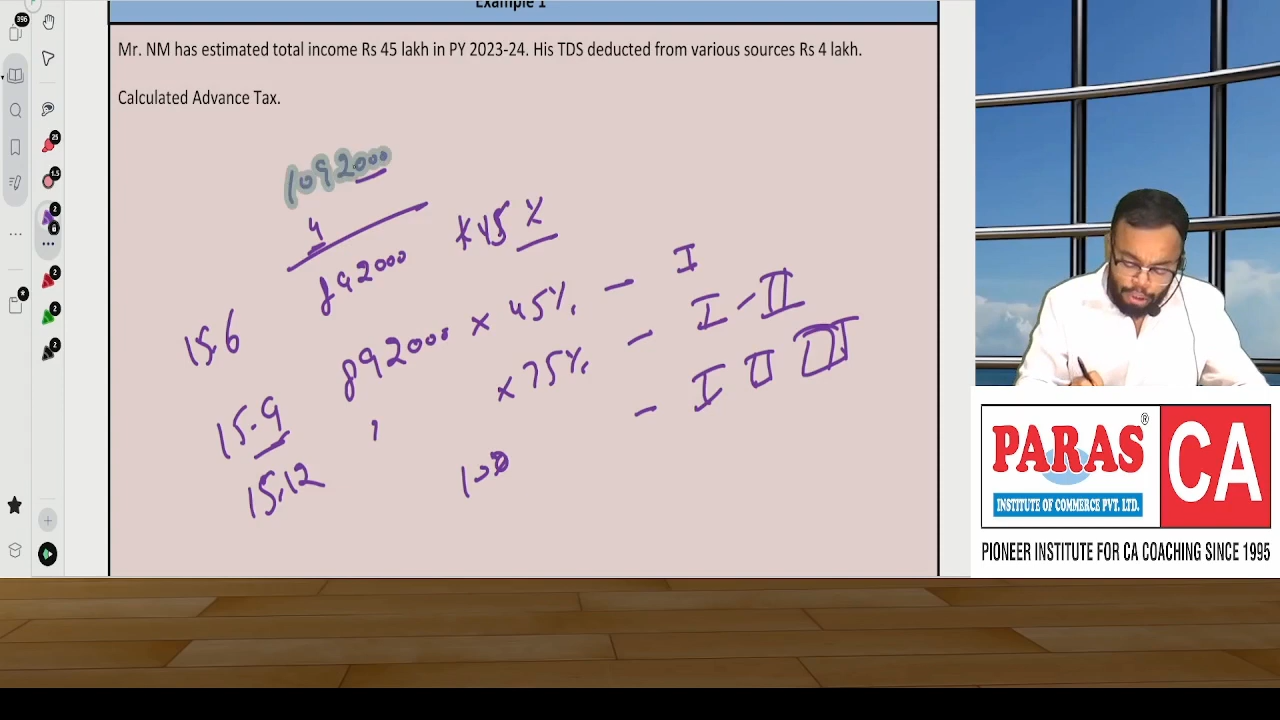 Example 1
Mr. NM has estimated total income Rs 45 lakh in PY 2023-24. His TDS deducted from various sources Rs 4 lakh.
Calculated Advance Tax.
1092000
4
892000 *45%
15.6 892000 × 45% - I
15.9 × 75% - I - II
15.12 100 - I II III
PARAS®
INSTITUTE OF COMMERCE PVT. LTD.
CA
PIONEER INSTITUTE FOR CA COACHING SINCE 1995